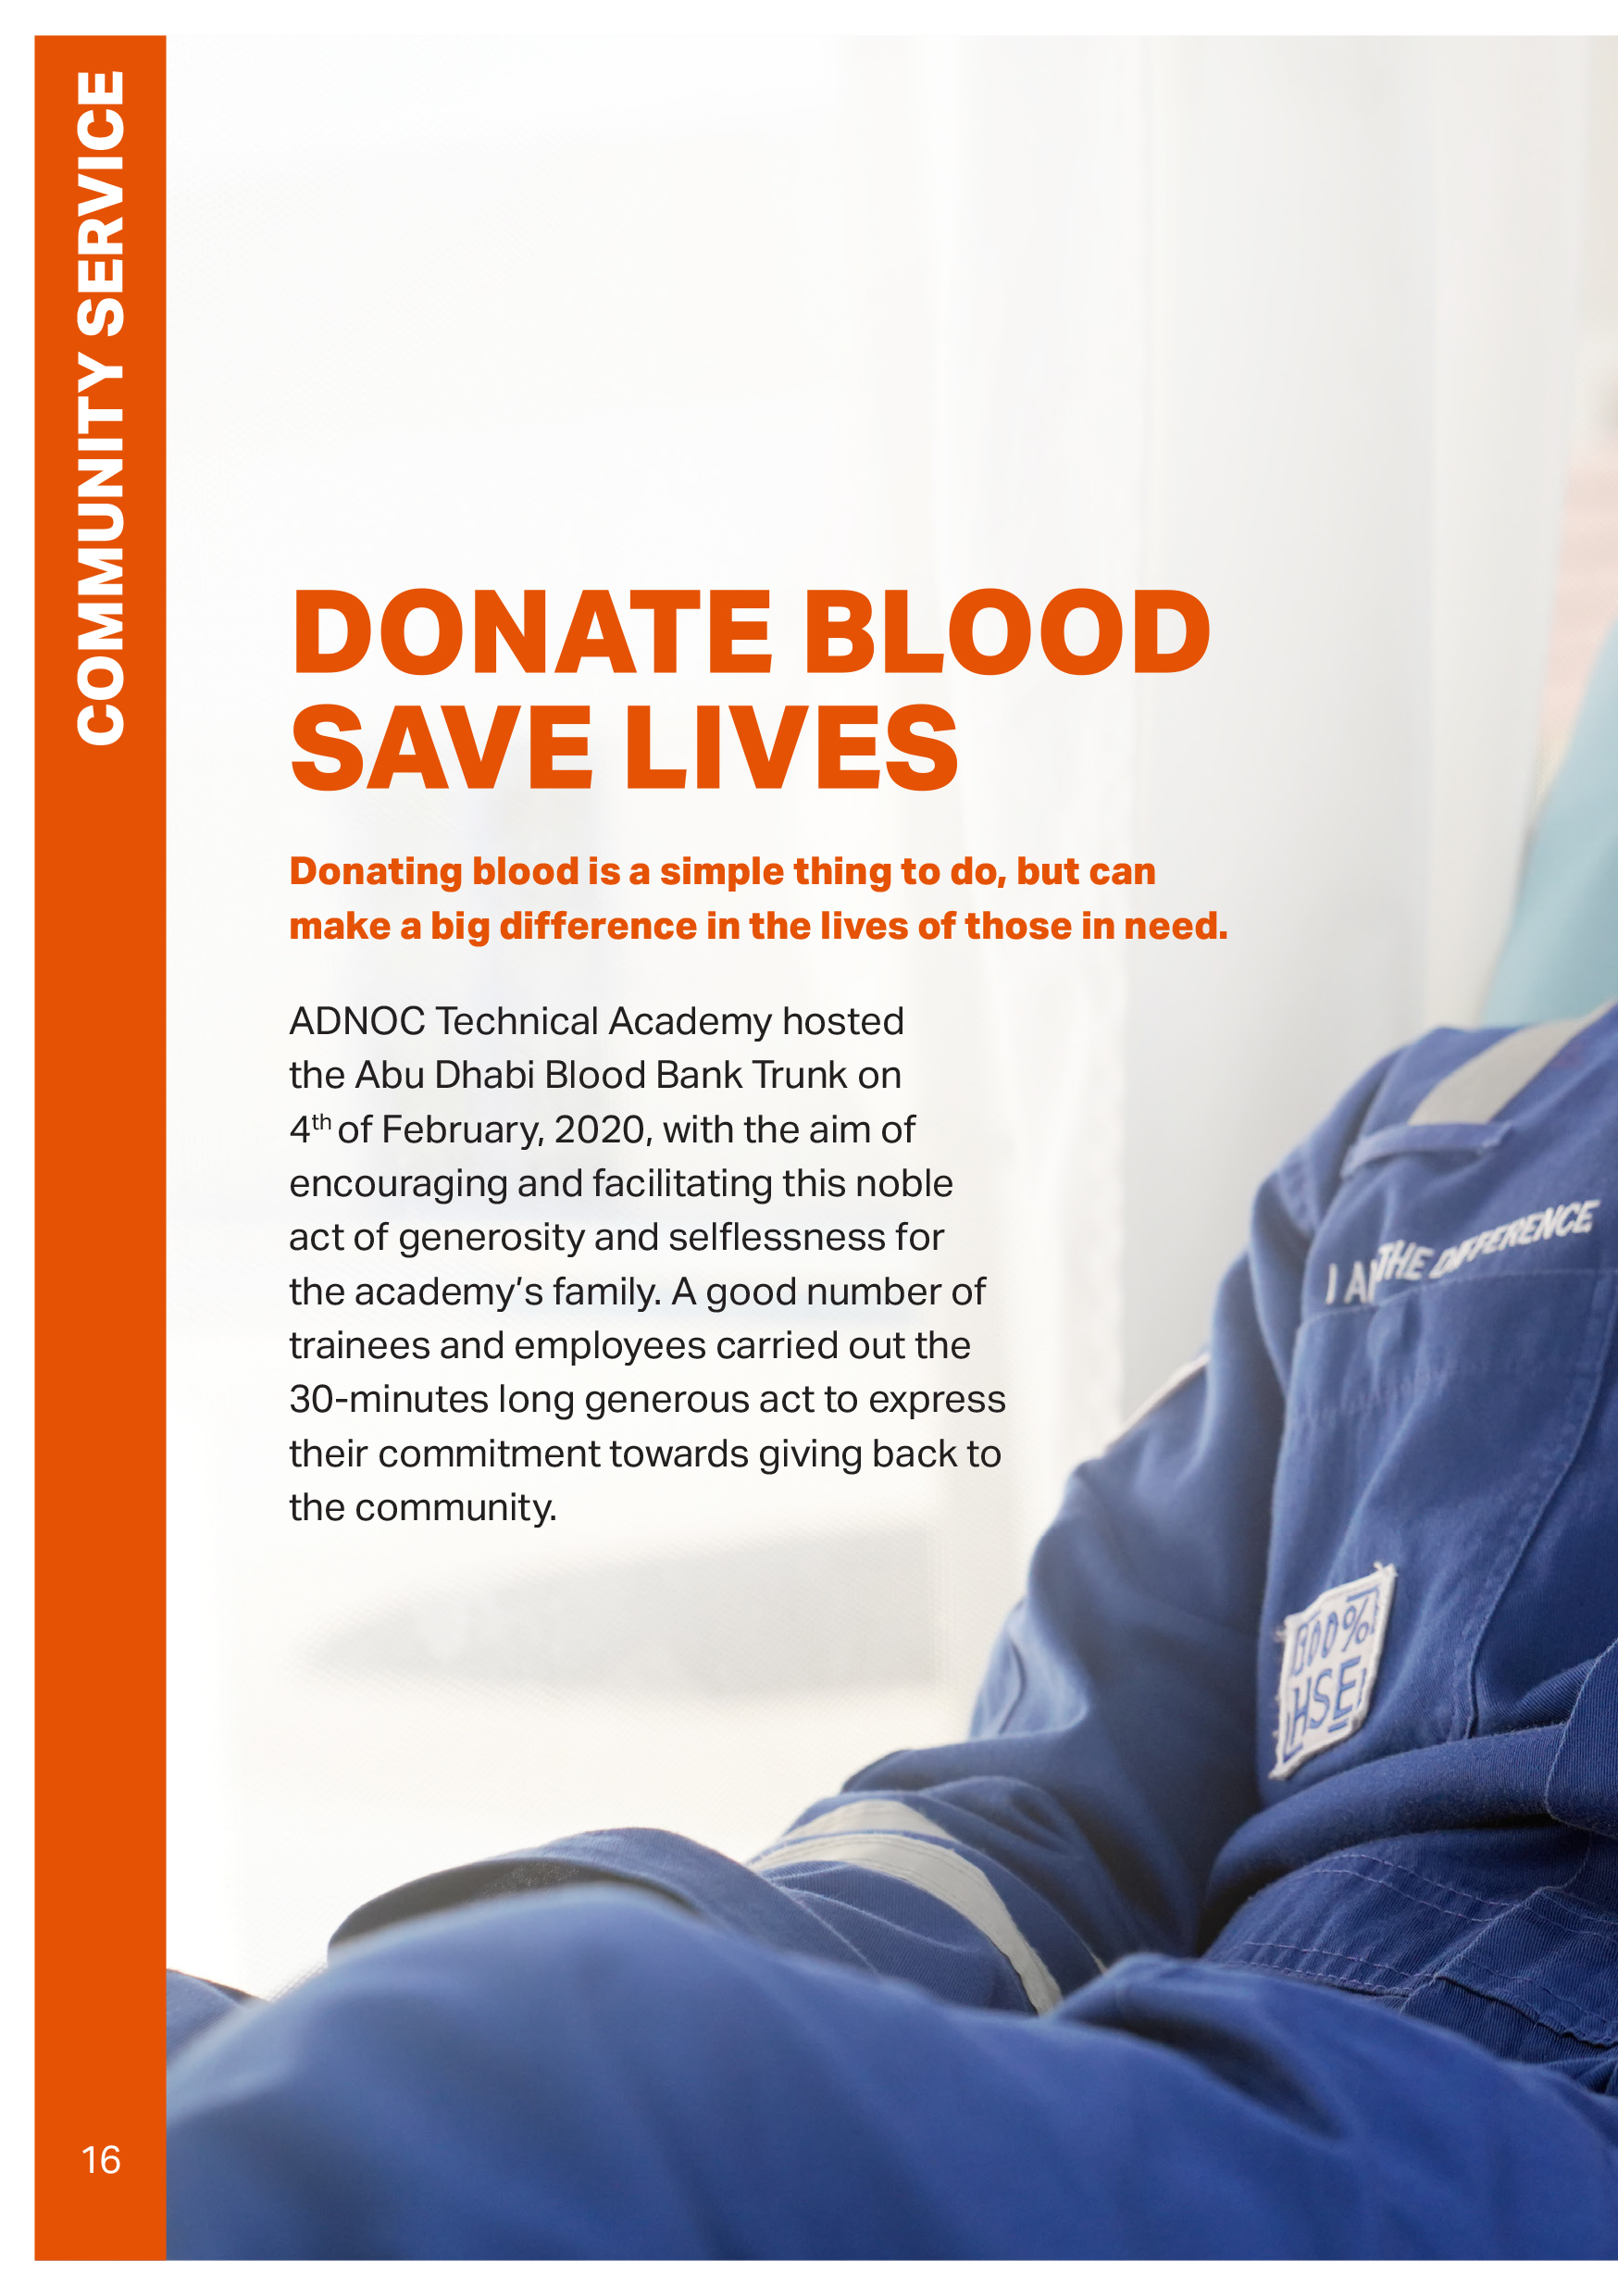 COMMUNITY SERVICE
DONATE BLOOD
SAVE LIVES
Donating blood is a simple thing to do, but can
make a big difference in the lives of those in need.
ADNOC Technical Academy hosted
the Abu Dhabi Blood Bank Trunk on
4th of February, 2020, with the aim of
encouraging and facilitating this noble
act of generosity and selflessness for
the academy's family. A good number of
trainees and employees carried out the
30-minutes long generous act to express
their commitment towards giving back to
the community.
I AM THE DIFFERENCE
100%
HSE
16